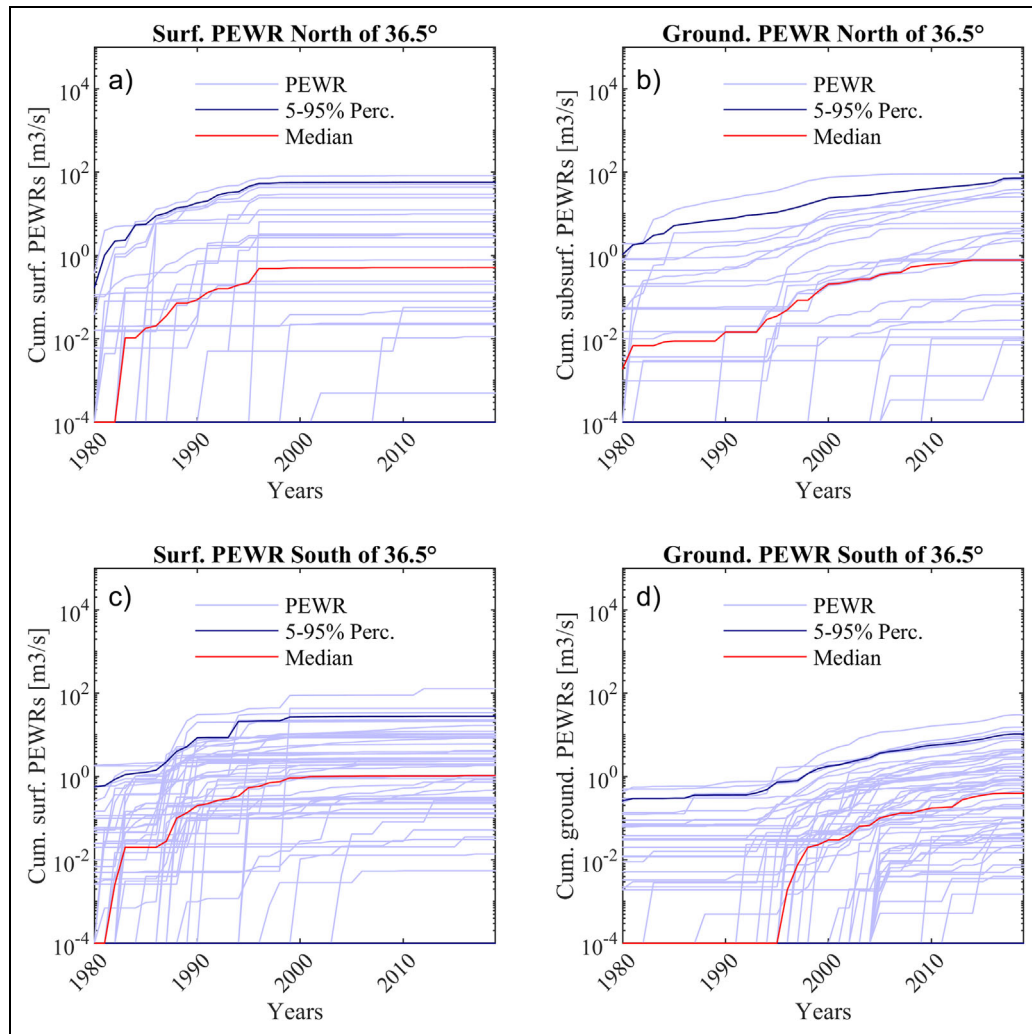 Surf. PEWR North of 36.5°
a)
PEWR
5-95% Perc.
Median
Cum. surf. PEWRs [m3/s]
10^4
10^2
10^0
10^-2
10^-4
1980
1990
2000
2010
Years
Ground. PEWR North of 36.5°
b)
PEWR
5-95% Perc.
Median
Cum. subsurf. PEWRs [m3/s]
10^4
10^2
10^0
10^-2
10^-4
1980
1990
2000
2010
Years
Surf. PEWR South of 36.5°
c)
PEWR
5-95% Perc.
Median
Cum. surf. PEWRs [m3/s]
10^4
10^2
10^0
10^-2
10^-4
1980
1990
2000
2010
Years
Ground. PEWR South of 36.5°
d)
PEWR
5-95% Perc.
Median
Cum. ground. PEWRs [m3/s]
10^4
10^2
10^0
10^-2
10^-4
1980
1990
2000
2010
Years